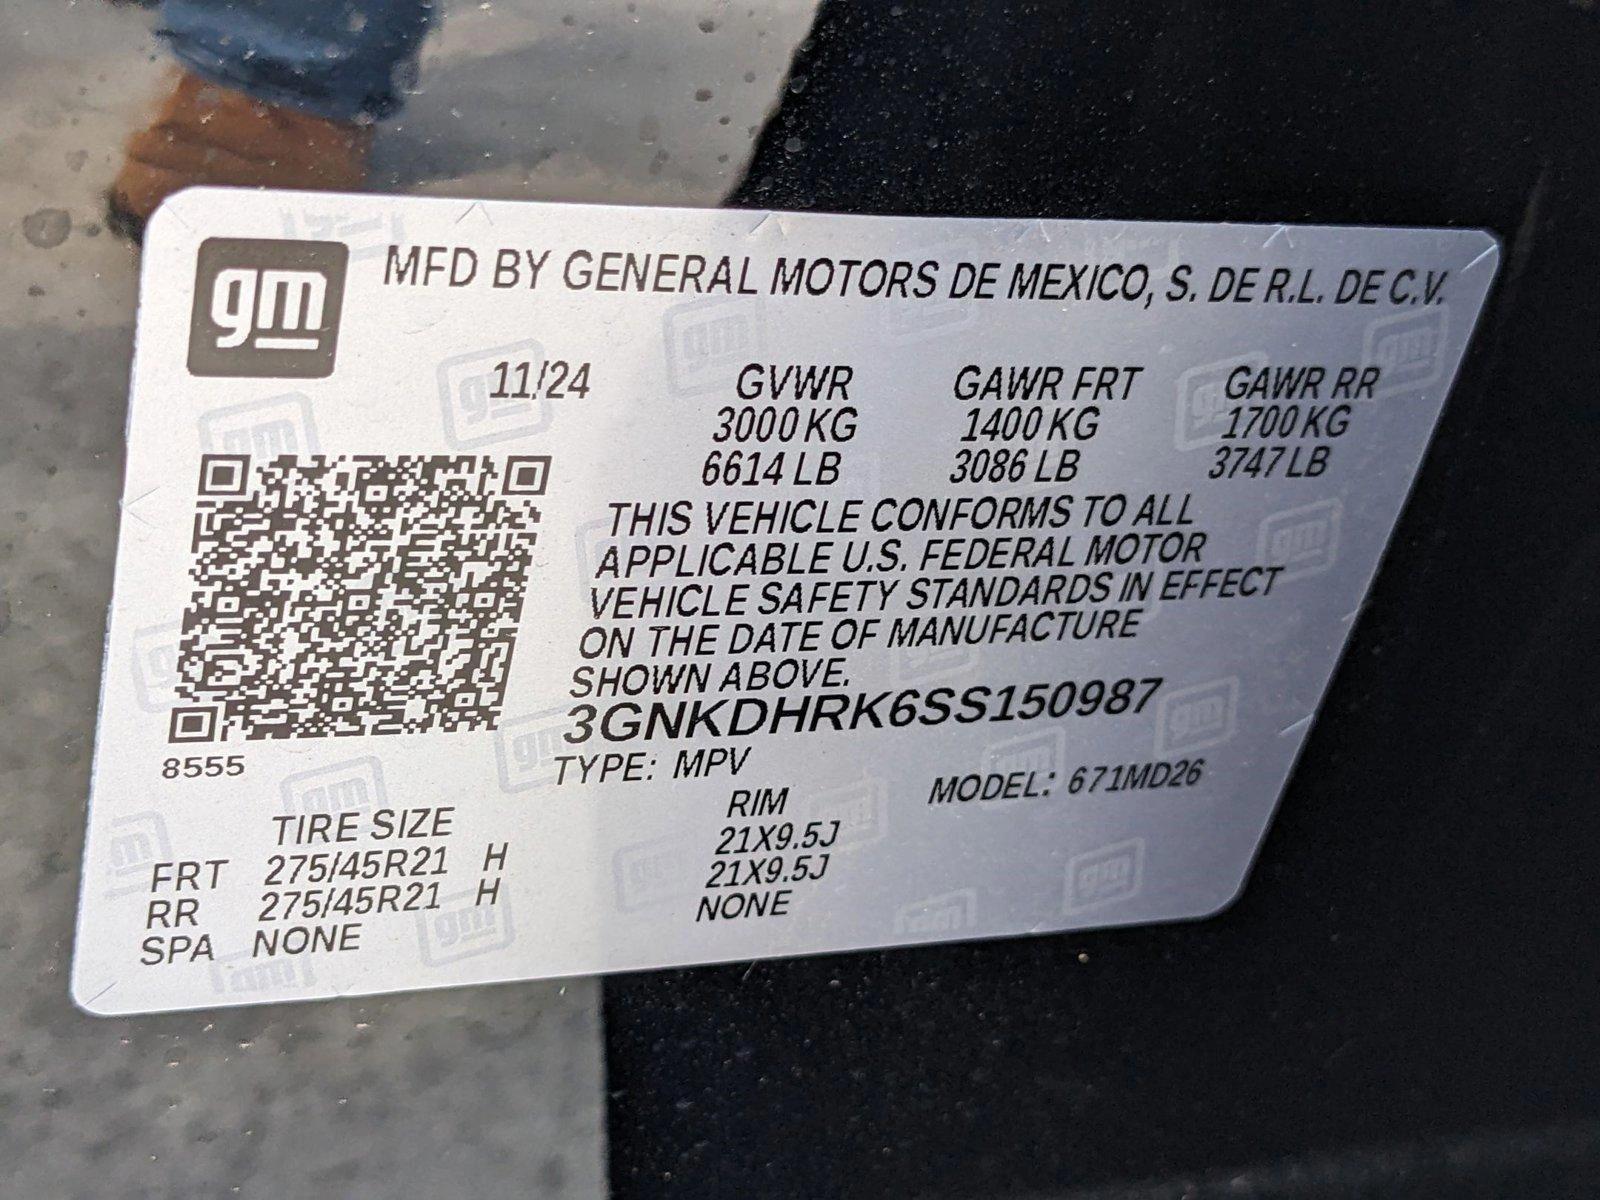 gm
MFD BY GENERAL MOTORS DE MEXICO, S. DE R.L. DE C.V.
11/24 GVWR GAWR FRT GAWR RR
3000 KG 1400 KG 1700 KG
6614 LB 3086 LB 3747 LB
THIS VEHICLE CONFORMS TO ALL
APPLICABLE U.S. FEDERAL MOTOR
VEHICLE SAFETY STANDARDS IN EFFECT
ON THE DATE OF MANUFACTURE
SHOWN ABOVE.
3GNKDHRK6SS150987
8555
TYPE: MPV MODEL: 671MD26
TIRE SIZE RIM
FRT 275/45R21 H 21X9.5J
RR 275/45R21 H 21X9.5J
SPA NONE NONE